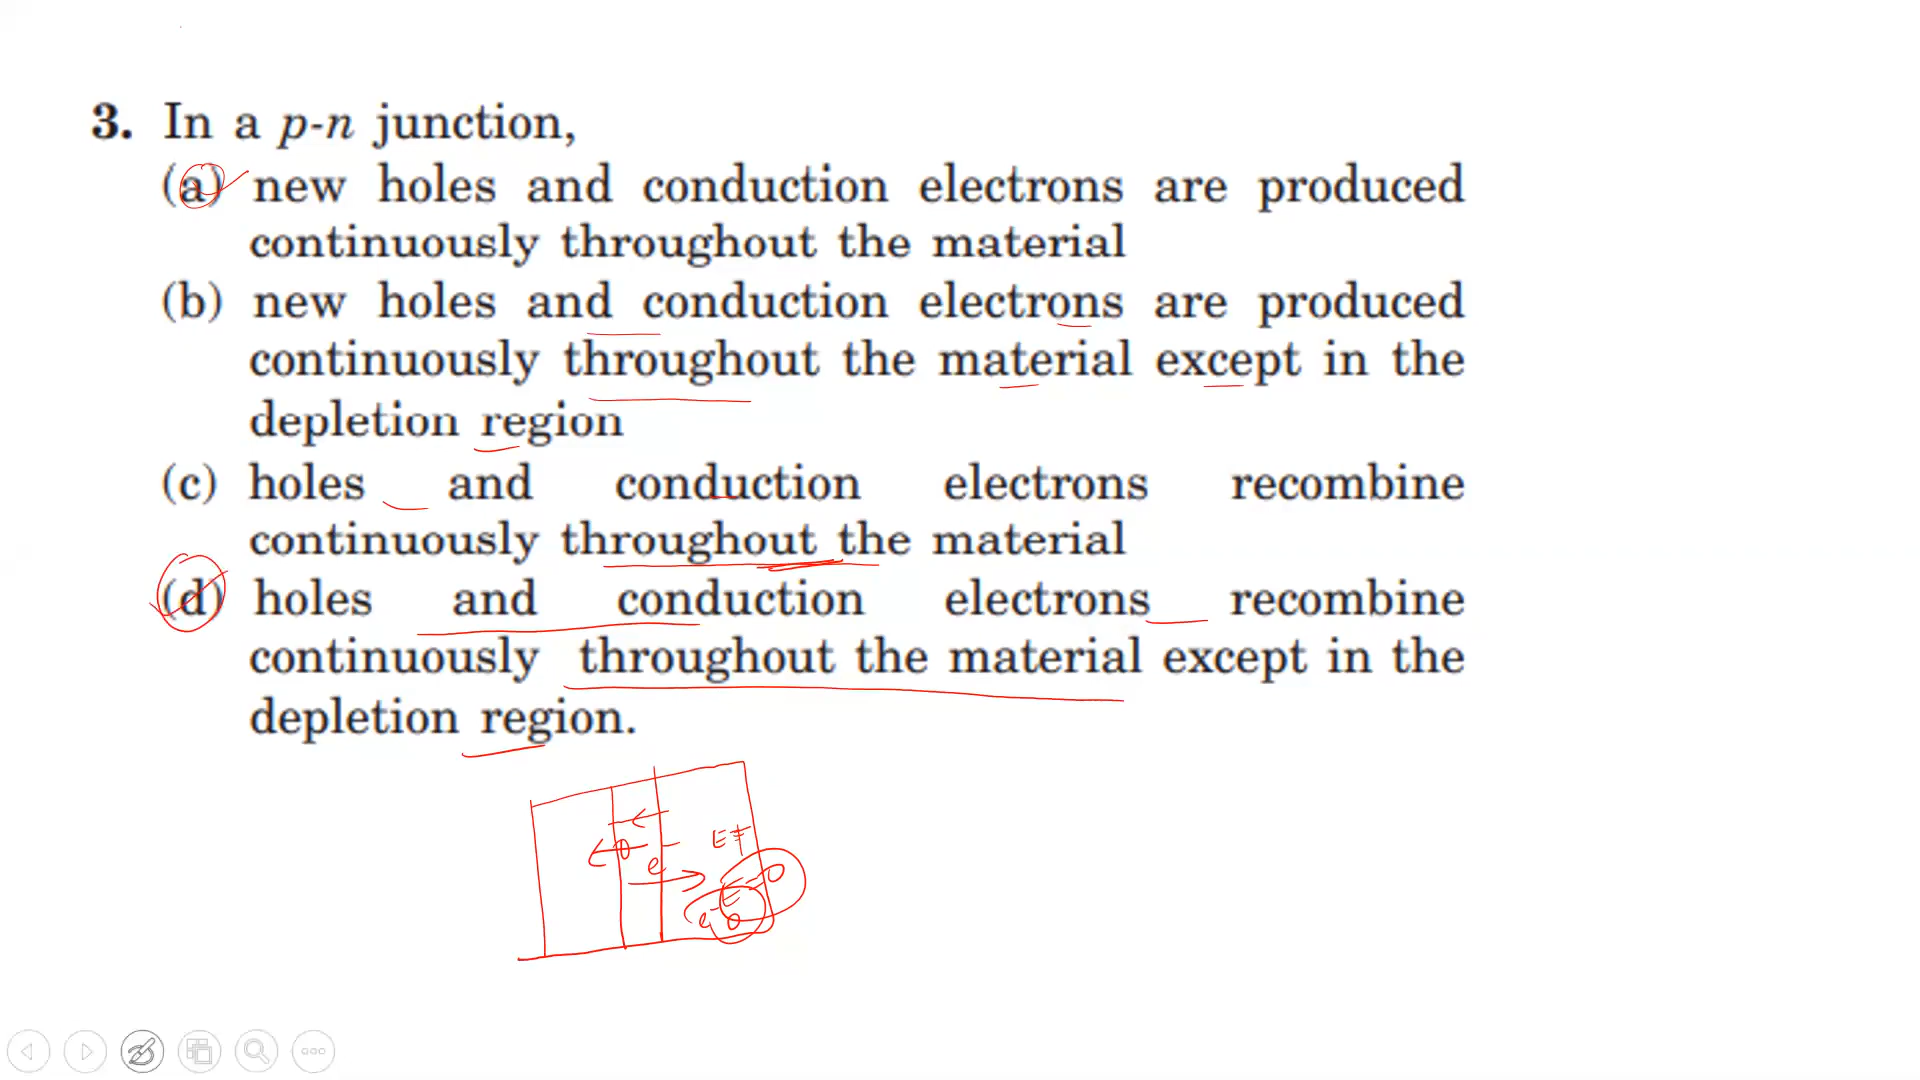 3. In a p-n junction,
(a) new holes and conduction electrons are produced
continuously throughout the material
(b) new holes and conduction electrons are produced
continuously throughout the material except in the
depletion region
(c) holes and conduction electrons recombine
continuously throughout the material
(d) holes and conduction electrons recombine
continuously throughout the material except in the
depletion region.
E≠
e
E=0
e⁻ 0